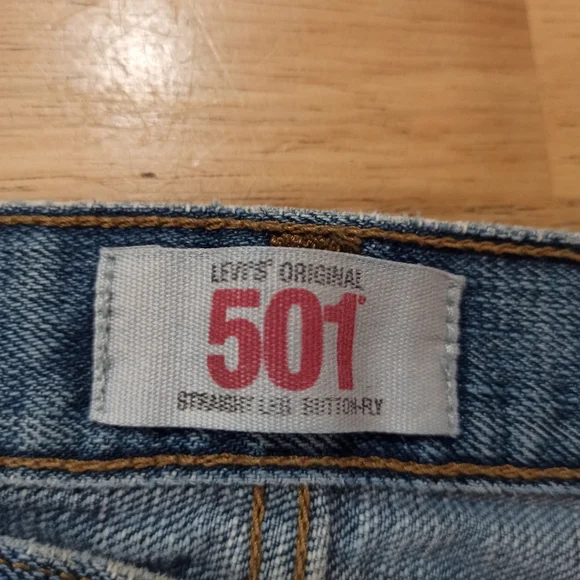 LEVI'S® ORIGINAL
501®
STRAIGHT LEG BUTTON-FLY